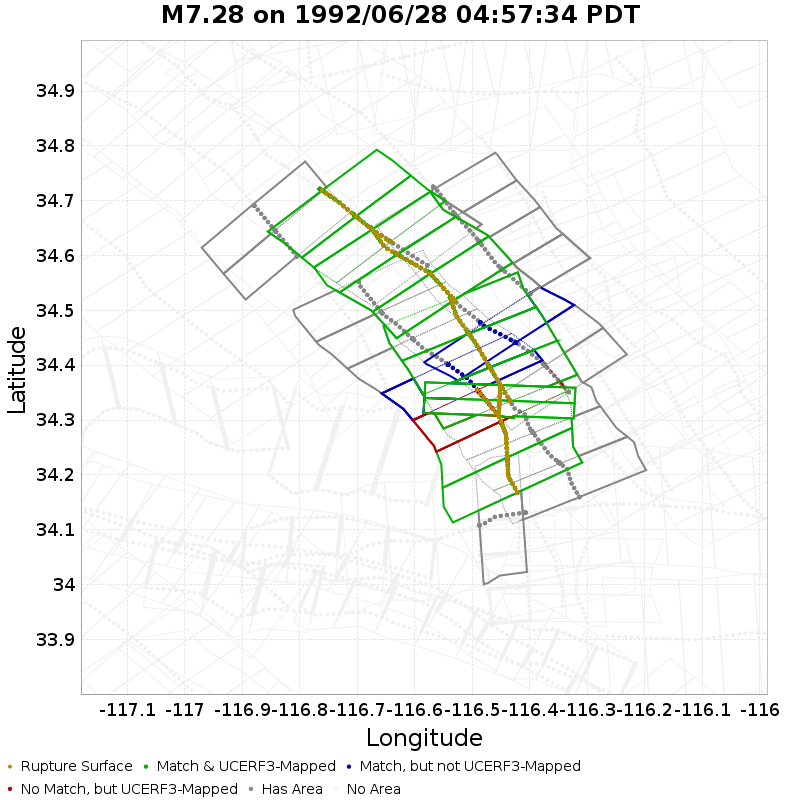 M7.28 on 1992/06/28 04:57:34 PDT
34.9
34.8
34.7
34.6
34.5
34.4
34.3
34.2
34.1
34
33.9
Latitude
-117.1 -117 -116.9 -116.8 -116.7 -116.6 -116.5 -116.4 -116.3 -116.2 -116.1 -116
Longitude
Rupture Surface Match & UCERF3-Mapped Match, but not UCERF3-Mapped
No Match, but UCERF3-Mapped Has Area No Area